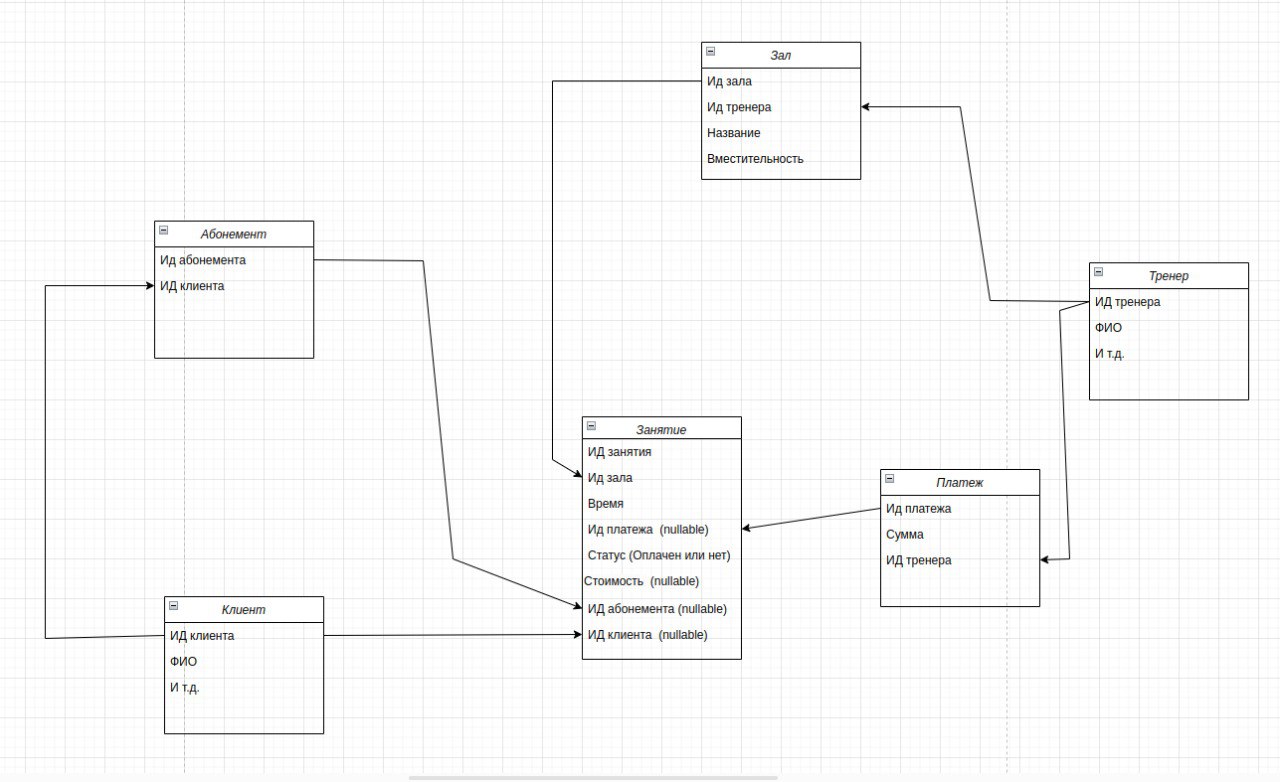 Зал
Ид зала
Ид тренера
Название
Вместительность
Абонемент
Ид абонемента
ИД клиента
Тренер
ИД тренера
ФИО
И т.д.
Занятие
ИД занятия
Ид зала
Время
Ид платежа (nullable)
Статус (Оплачен или нет)
Стоимость (nullable)
ИД абонемента (nullable)
ИД клиента (nullable)
Платеж
Ид платежа
Сумма
ИД тренера
Клиент
ИД клиента
ФИО
И т.д.